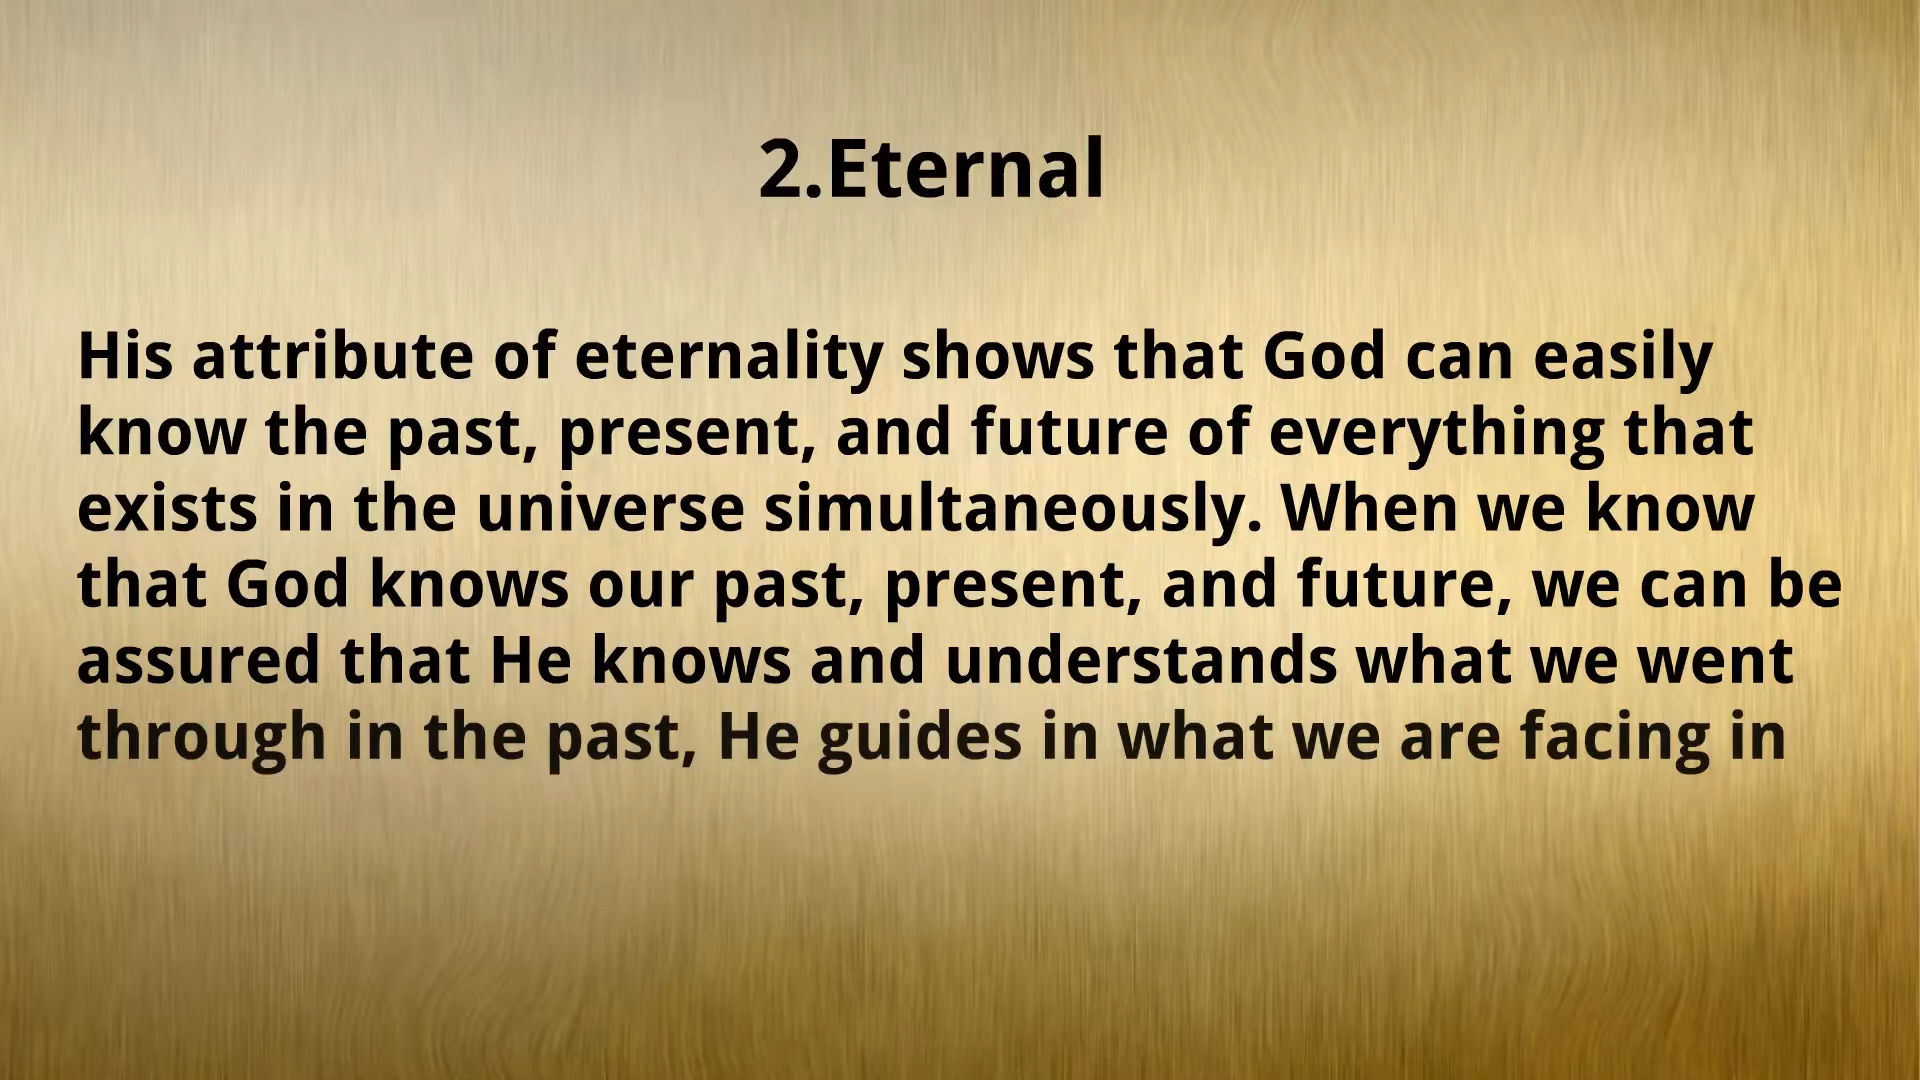 2.Eternal
His attribute of eternality shows that God can easily
know the past, present, and future of everything that
exists in the universe simultaneously. When we know
that God knows our past, present, and future, we can be
assured that He knows and understands what we went
through in the past, He guides in what we are facing in